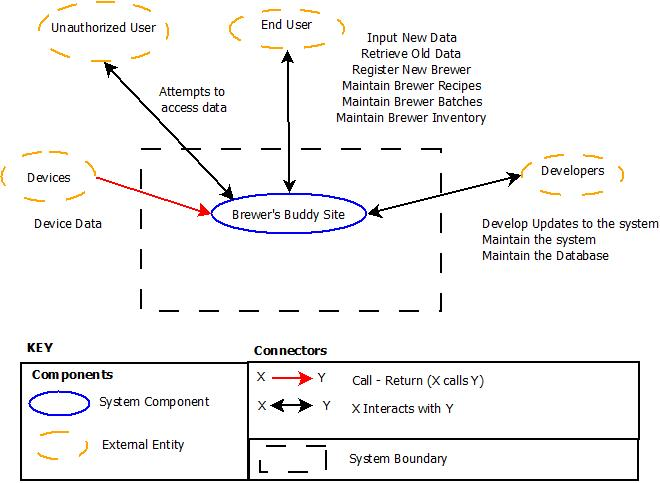 Unauthorized User
End User
Input New Data
Retrieve Old Data
Register New Brewer
Maintain Brewer Recipes
Maintain Brewer Batches
Maintain Brewer Inventory
Attempts to
access data
Devices
Developers
Brewer's Buddy Site
Device Data
Develop Updates to the system
Maintain the system
Maintain the Database
KEY
Components
System Component
External Entity
Connectors
X Y Call - Return (X calls Y)
X Y X Interacts with Y
System Boundary